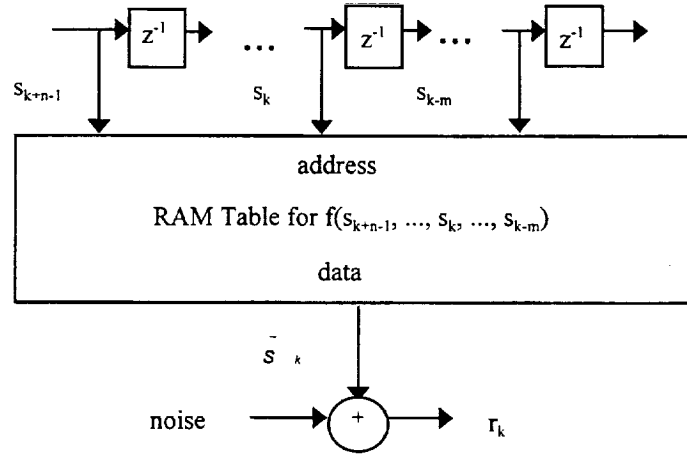 z⁻¹ ... z⁻¹ ... z⁻¹
sₖ₊ₙ₋₁ sₖ sₖ₋ₘ
address
RAM Table for f(sₖ₊ₙ₋₁, ..., sₖ, ..., sₖ₋ₘ)
data
s̄ ₖ
noise + rₖ